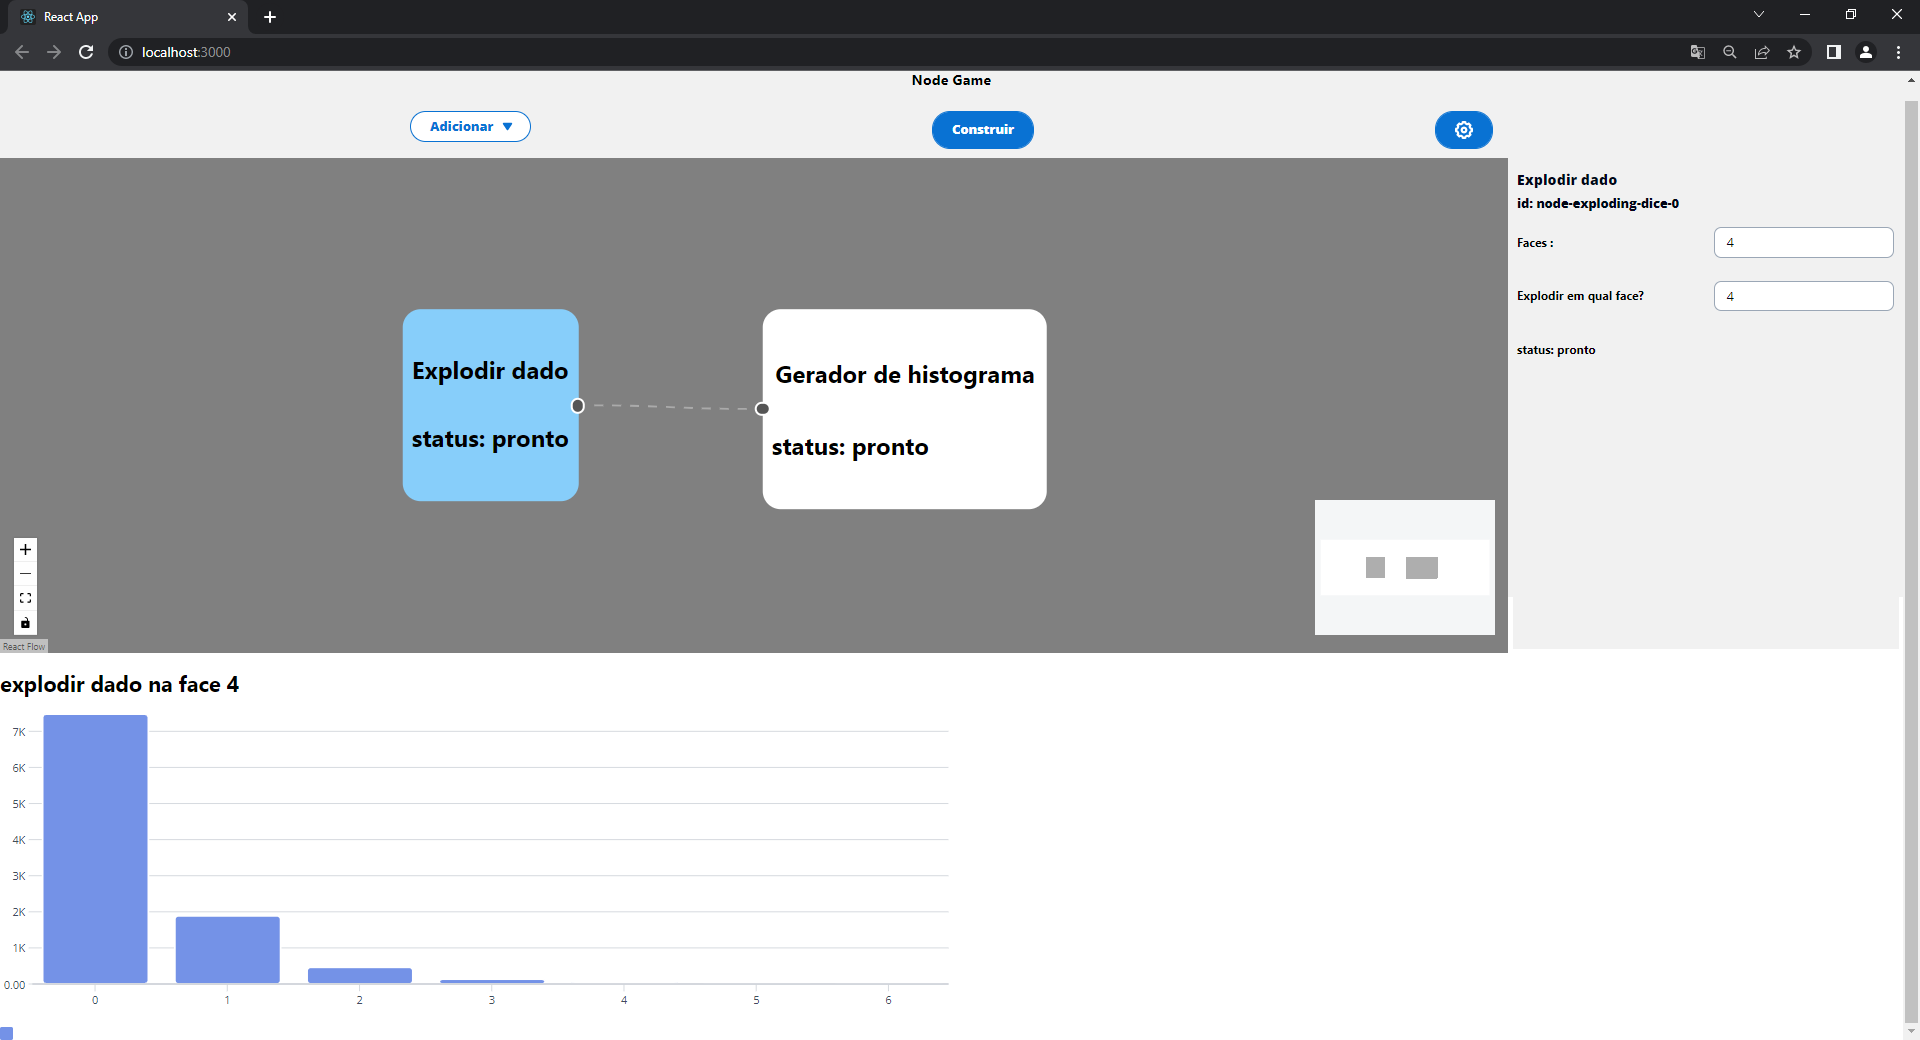 React App
localhost:3000
Node Game
Adicionar ▼
Construir
Explodir dado
id: node-exploding-dice-0
Faces :
4
Explodir em qual face?
4
status: pronto
Explodir dado
status: pronto
Gerador de histograma
status: pronto
React Flow
explodir dado na face 4
7K
6K
5K
4K
3K
2K
1K
0.00
0 1 2 3 4 5 6